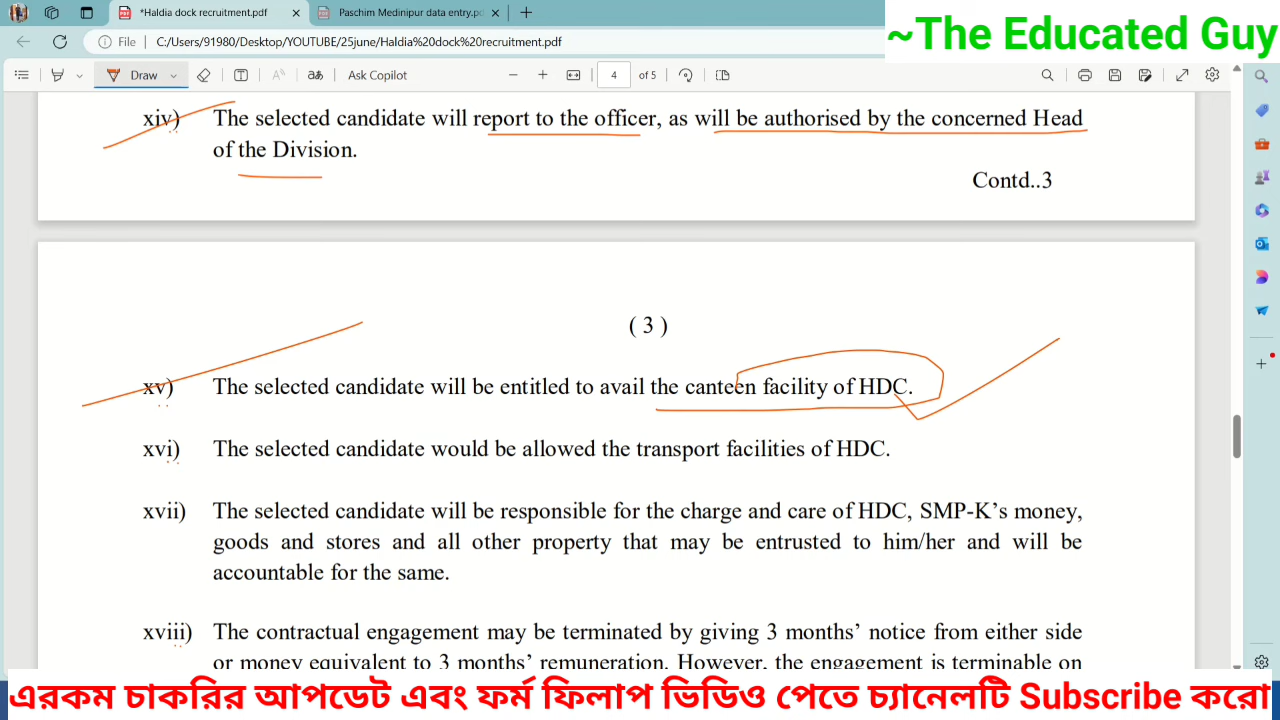 *Haldia dock recruitment.pdf
Paschim Medinipur data entry.pd
~The Educated Guy
File
C:/Users/91980/Desktop/YOUTUBE/25june/Haldia%20dock%20recruitment.pdf
Draw
Ask Copilot
4 of 5
xiv) The selected candidate will report to the officer, as will be authorised by the concerned Head
of the Division.
Contd..3
( 3 )
xv) The selected candidate will be entitled to avail the canteen facility of HDC.
xvi) The selected candidate would be allowed the transport facilities of HDC.
xvii) The selected candidate will be responsible for the charge and care of HDC, SMP-K's money,
goods and stores and all other property that may be entrusted to him/her and will be
accountable for the same.
xviii) The contractual engagement may be terminated by giving 3 months' notice from either side
or money equivalent to 3 months' remuneration. However, the engagement is terminable on
এরকম চাকরির আপডেট এবং ফর্ম ফিলাপ ভিডিও পেতে চ্যানেলটি Subscribe করো